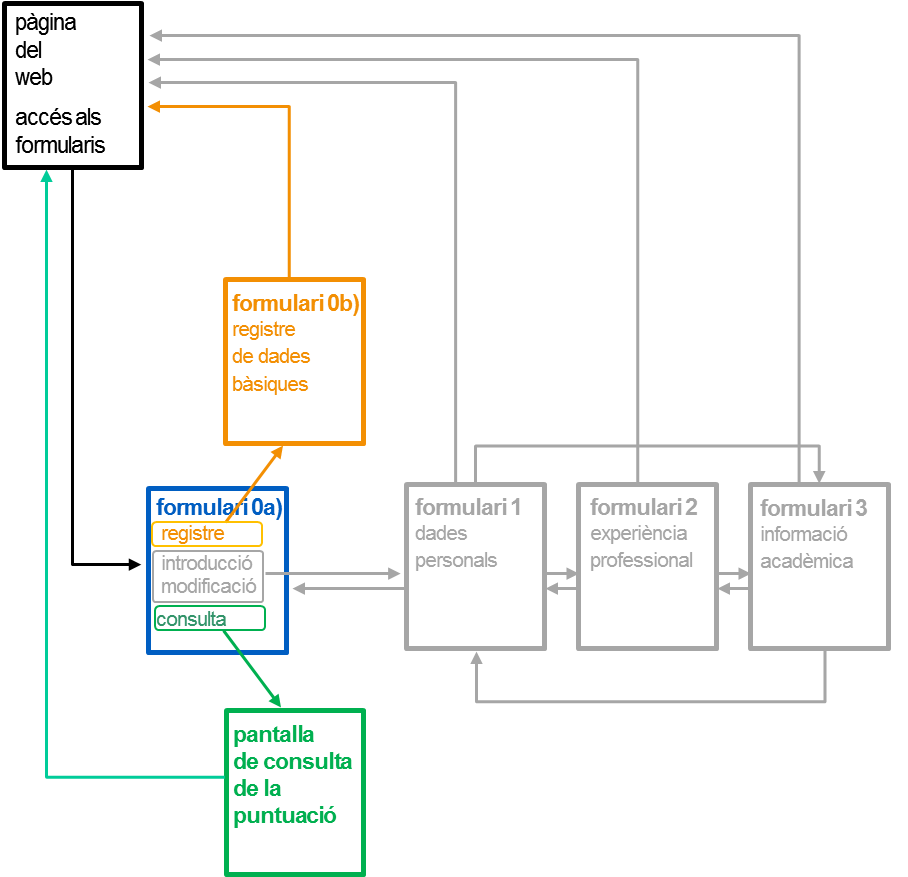 pàgina
del
web
accés als
formularis
formulari 0b)
registre
de dades
bàsiques
formulari 0a)
registre
introducció
modificació
consulta
formulari 1
dades
personals
formulari 2
experiència
professional
formulari 3
informació
acadèmica
pantalla
de consulta
de la
puntuació